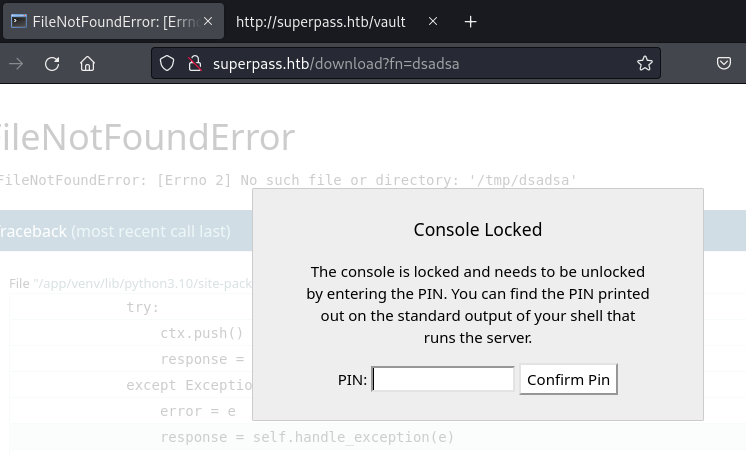 FileNotFoundError: [Errno
http://superpass.htb/vault
superpass.htb/download?fn=dsadsa
ileNotFoundError
FileNotFoundError: [Errno 2] No such file or directory: '/tmp/dsadsa'
raceback (most recent call last)
Console Locked
The console is locked and needs to be unlocked
by entering the PIN. You can find the PIN printed
out on the standard output of your shell that
runs the server.
PIN:
Confirm Pin
File "/app/venv/lib/python3.10/site-pack
try:
ctx.push()
response =
except Exceptio
error = e
response = self.handle_exception(e)